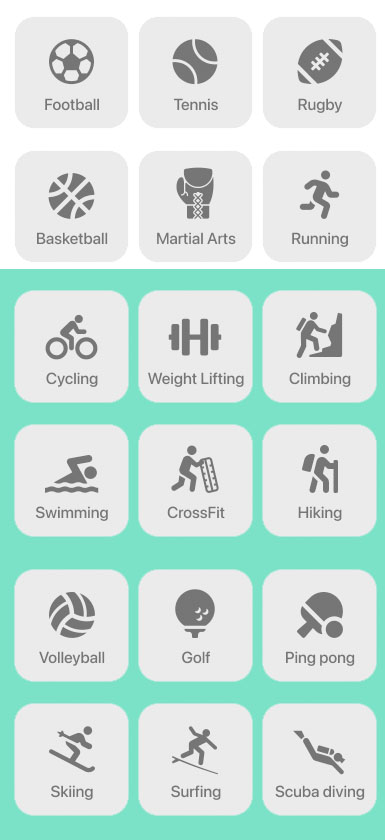 Football
Tennis
Rugby
Basketball
Martial Arts
Running
Cycling
Weight Lifting
Climbing
Swimming
CrossFit
Hiking
Volleyball
Golf
Ping pong
Skiing
Surfing
Scuba diving